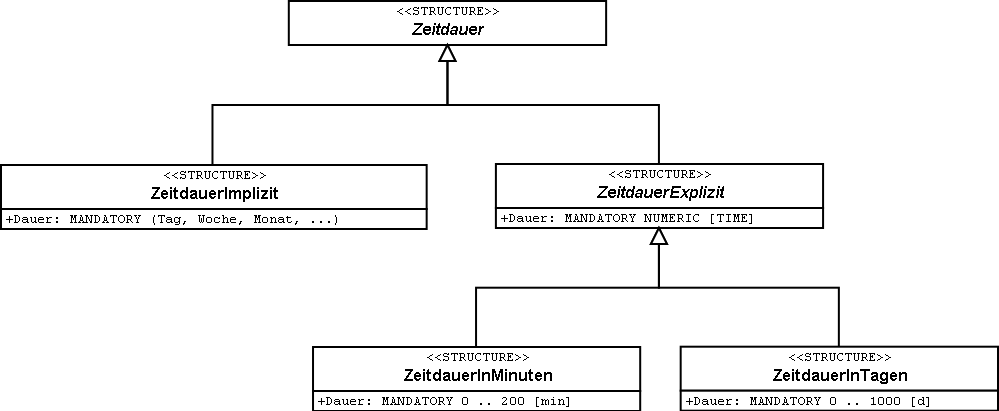 <<STRUCTURE>>
Zeitdauer
<<STRUCTURE>>
ZeitdauerImplizit
+Dauer: MANDATORY (Tag, Woche, Monat, ...)
<<STRUCTURE>>
ZeitdauerExplizit
+Dauer: MANDATORY NUMERIC [TIME]
<<STRUCTURE>>
ZeitdauerInMinuten
+Dauer: MANDATORY 0 .. 200 [min]
<<STRUCTURE>>
ZeitdauerInTagen
+Dauer: MANDATORY 0 .. 1000 [d]